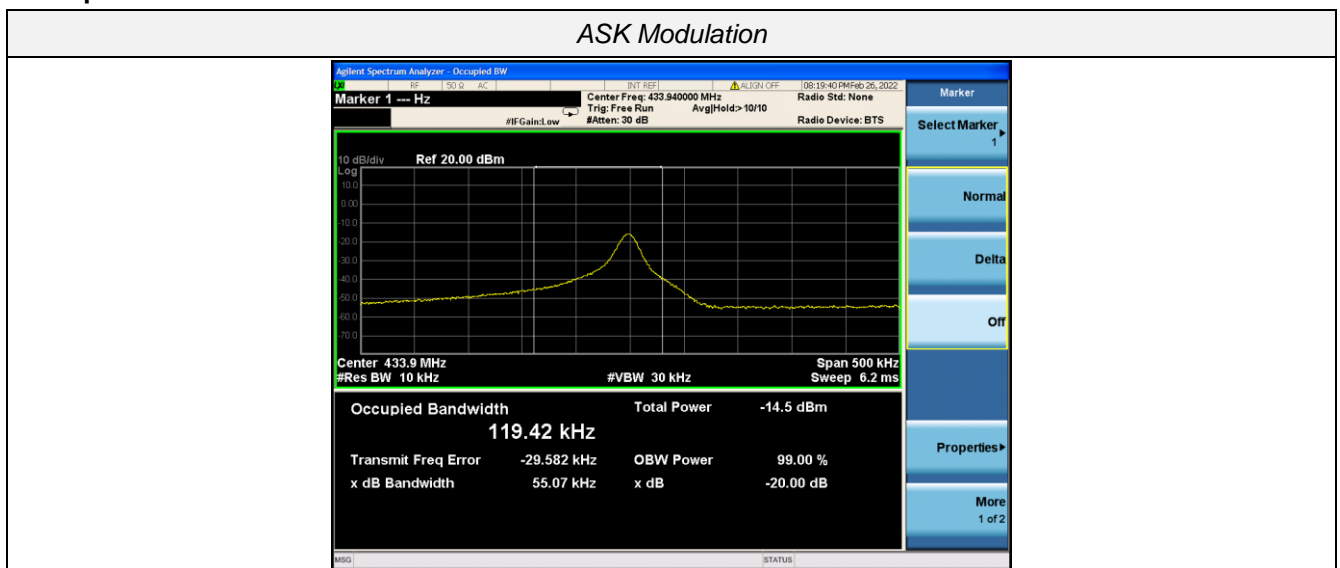 ASK Modulation
Agilent Spectrum Analyzer - Occupied BW
RF 50 Ω AC INT REF ALIGN OFF 08:19:40 PM Feb 26, 2022
Marker 1 --- Hz
Center Freq: 433.940000 MHz Radio Std: None
Trig: Free Run Avg|Hold:> 10/10
#IFGain:Low #Atten: 30 dB Radio Device: BTS
10 dB/div Ref 20.00 dBm
Log
10.0
0.00
-10.0
-20.0
-30.0
-40.0
-50.0
-60.0
-70.0
Center 433.9 MHz Span 500 kHz
#Res BW 10 kHz #VBW 30 kHz Sweep 6.2 ms
Occupied Bandwidth Total Power -14.5 dBm
119.42 kHz
Transmit Freq Error -29.582 kHz OBW Power 99.00 %
x dB Bandwidth 55.07 kHz x dB -20.00 dB
MSG STATUS
Marker
Select Marker
1
Normal
Delta
Off
Properties
More
1 of 2